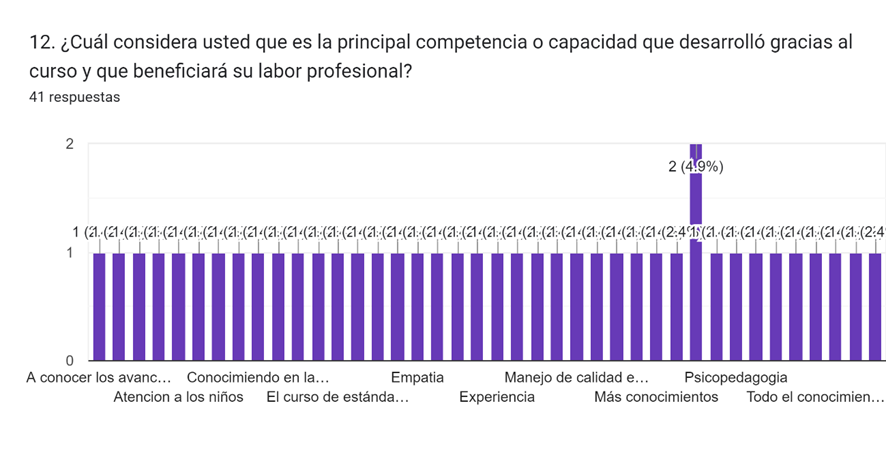 12. ¿Cuál considera usted que es la principal competencia o capacidad que desarrolló gracias al
curso y que beneficiará su labor profesional?
41 respuestas
2
2 (4.9%)
1
0
A conocer los avanc…
Conocimiendo en la…
Empatia
Manejo de calidad e…
Psicopedagogia
Atencion a los niños
El curso de estánda…
Experiencia
Más conocimientos
Todo el conocimien…